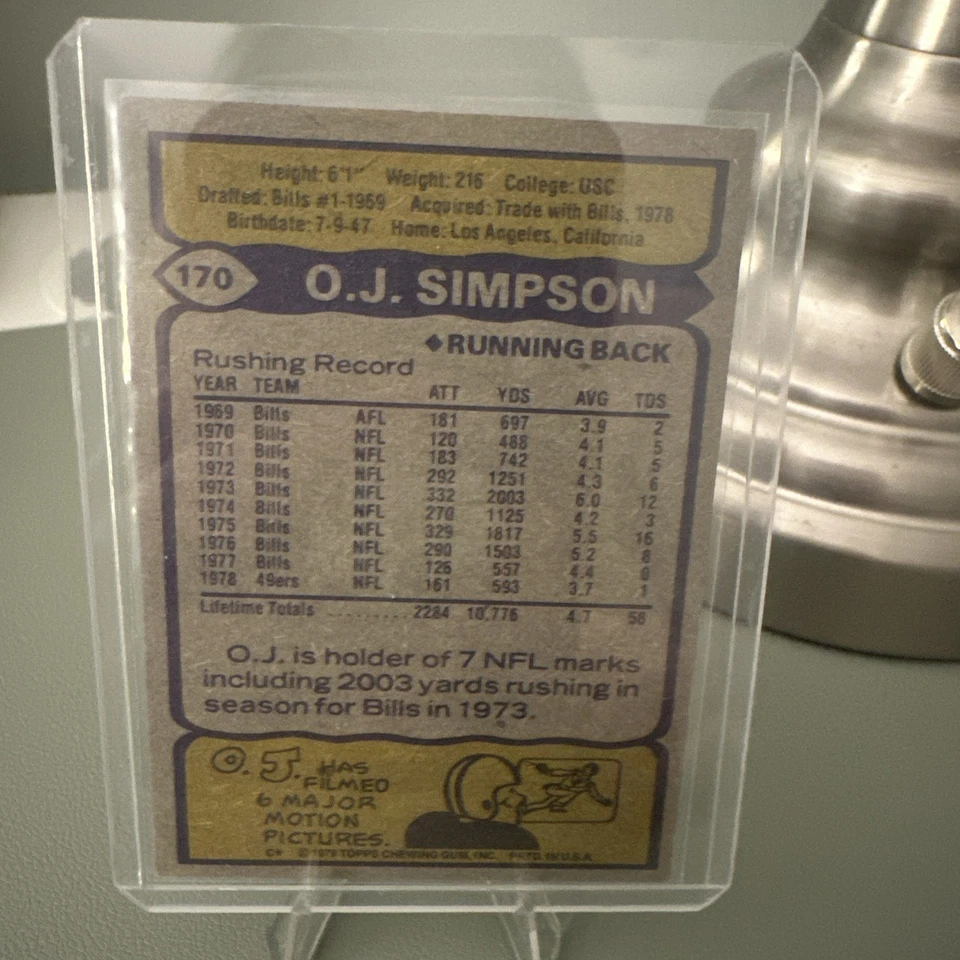 Height: 6'1" Weight: 216 College: USC
Drafted: Bills #1-1969 Acquired: Trade with Bills, 1978
Birthdate: 7-9-47 Home: Los Angeles, California
170 O.J. SIMPSON
◆RUNNING BACK
Rushing Record
YEAR TEAM ATT YDS AVG TDS
1969 Bills AFL 181 697 3.9 2
1970 Bills NFL 120 488 4.1 5
1971 Bills NFL 183 742 4.1 5
1972 Bills NFL 292 1251 4.3 6
1973 Bills NFL 332 2003 6.0 12
1974 Bills NFL 270 1125 4.2 3
1975 Bills NFL 329 1817 5.5 16
1976 Bills NFL 290 1503 5.2 8
1977 Bills NFL 126 557 4.4 0
1978 49ers NFL 161 593 3.7 1
Lifetime Totals ......... 2284 10,776 4.7 58
O.J. is holder of 7 NFL marks
including 2003 yards rushing in
season for Bills in 1973.
O.J. HAS
FILMED
6 MAJOR
MOTION
PICTURES.
C* © 1979 TOPPS CHEWING GUM, INC. PRTD. IN U.S.A.